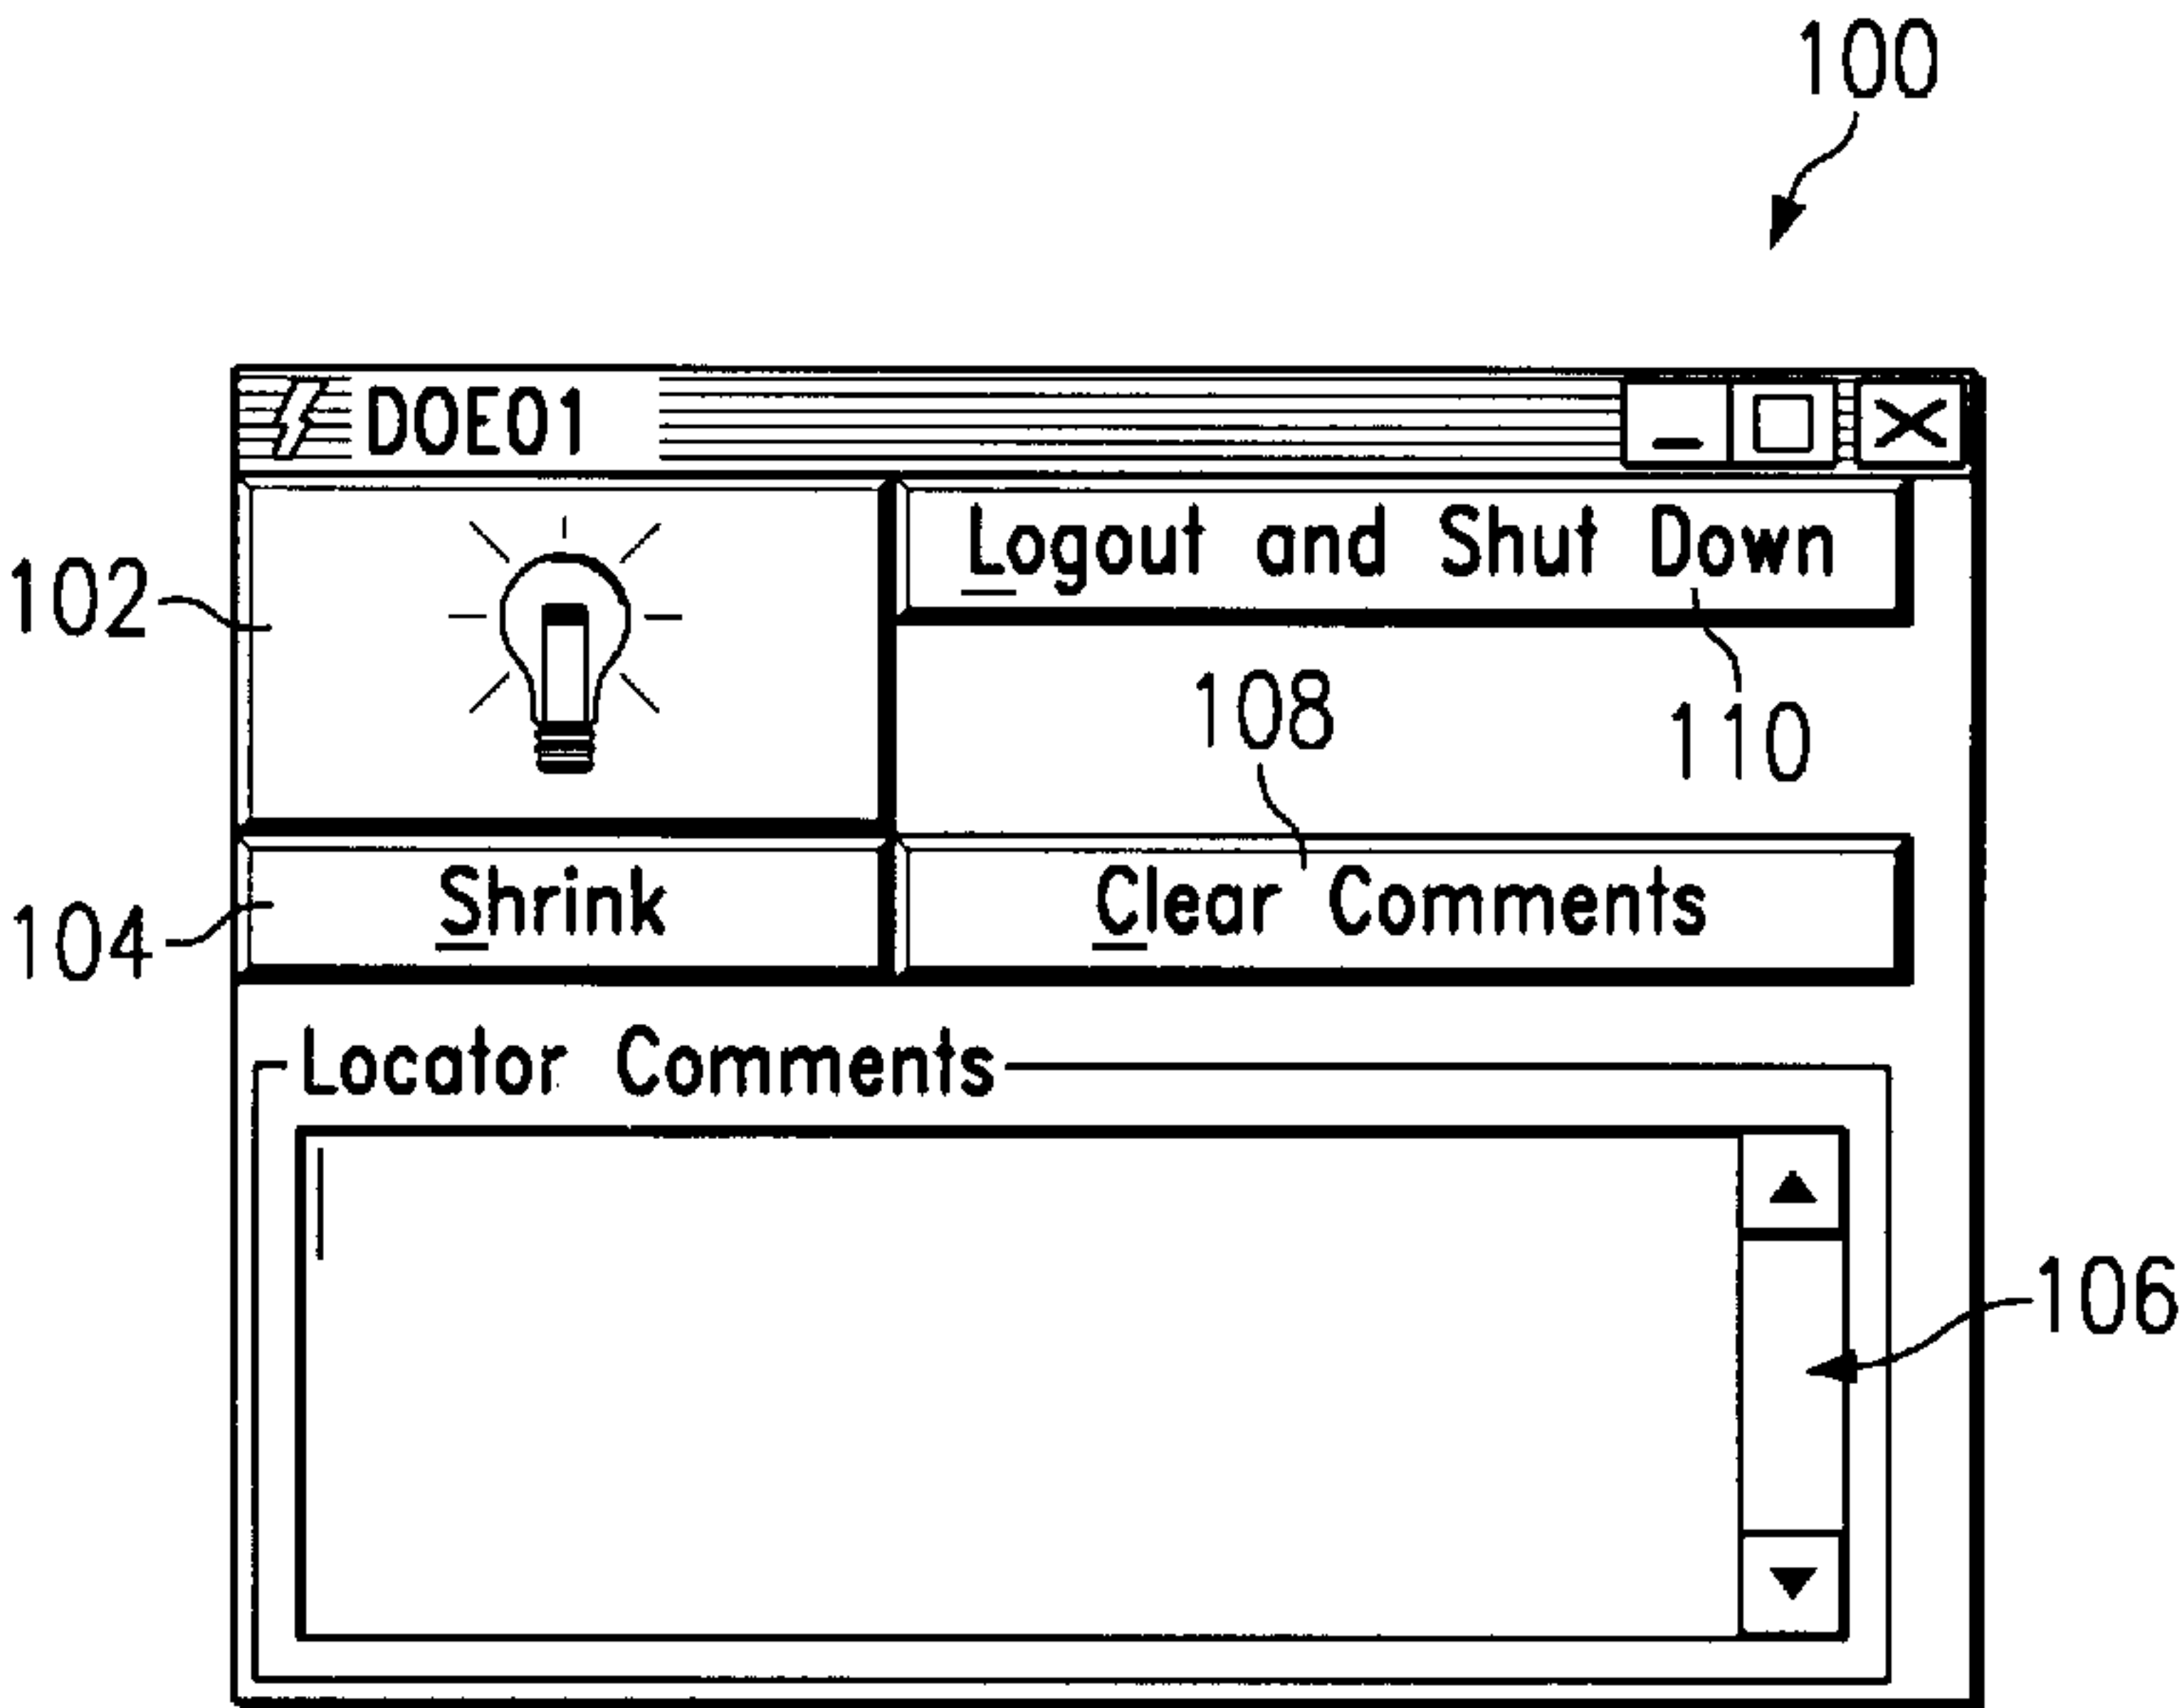 100
DOE01
Logout and Shut Down
102
108
110
Shrink
Clear Comments
104
Locator Comments
106